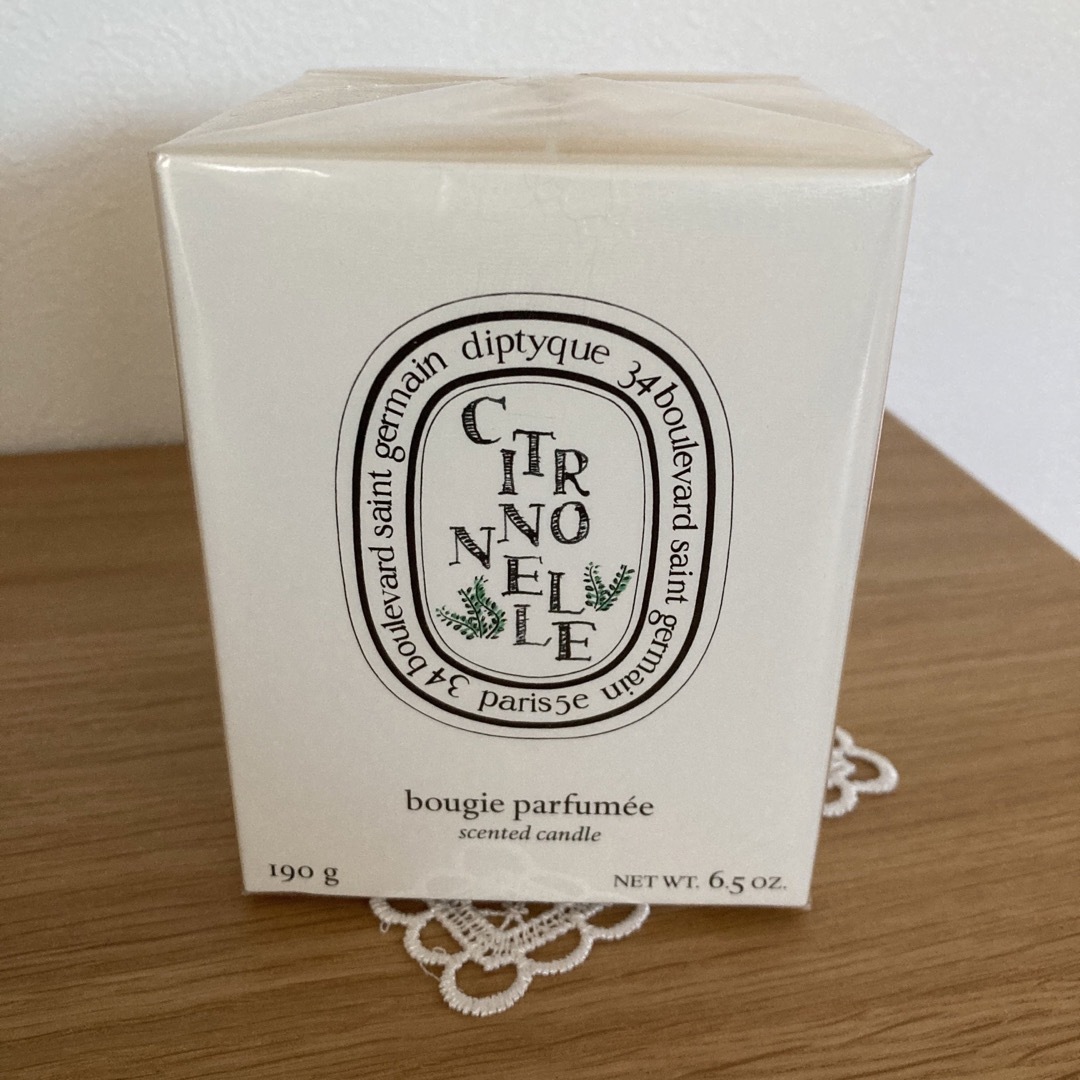 diptyque 34 boulevard saint germain paris5e 34 boulevard saint germain
CITRONNELLE
bougie parfumée
scented candle
190 g
NET WT. 6.5 OZ.